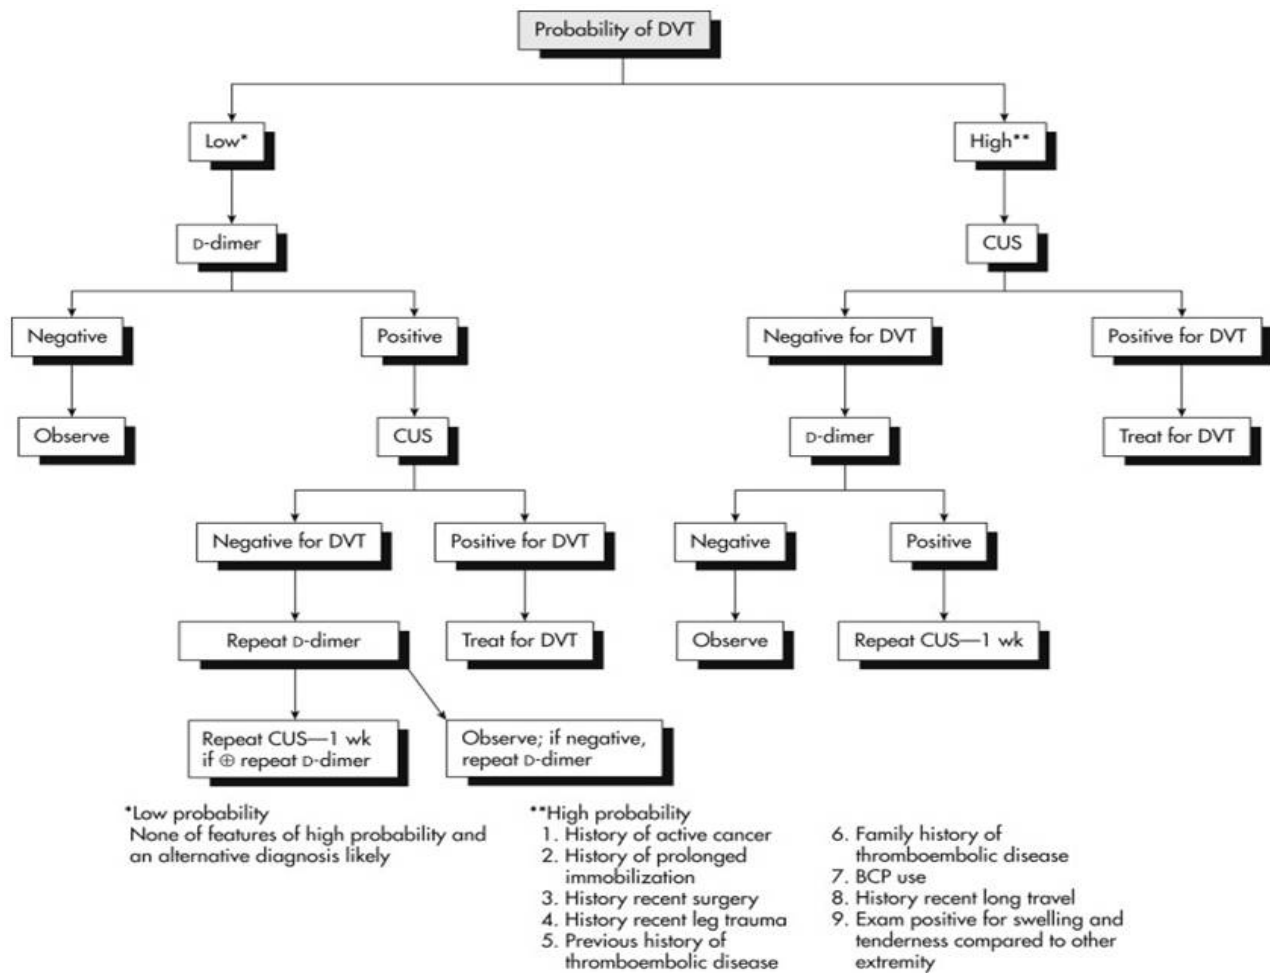 Probability of DVT
Low*
High**
D-dimer
CUS
Negative
Positive
Negative for DVT
Positive for DVT
Observe
CUS
D-dimer
Treat for DVT
Negative for DVT
Positive for DVT
Negative
Positive
Repeat D-dimer
Treat for DVT
Observe
Repeat CUS—1 wk
Repeat CUS—1 wk
if ⊕ repeat D-dimer
Observe; if negative,
repeat D-dimer
*Low probability
None of features of high probability and
an alternative diagnosis likely
**High probability
1. History of active cancer
2. History of prolonged
immobilization
3. History recent surgery
4. History recent leg trauma
5. Previous history of
thromboembolic disease
6. Family history of
thromboembolic disease
7. BCP use
8. History recent long travel
9. Exam positive for swelling and
tenderness compared to other
extremity